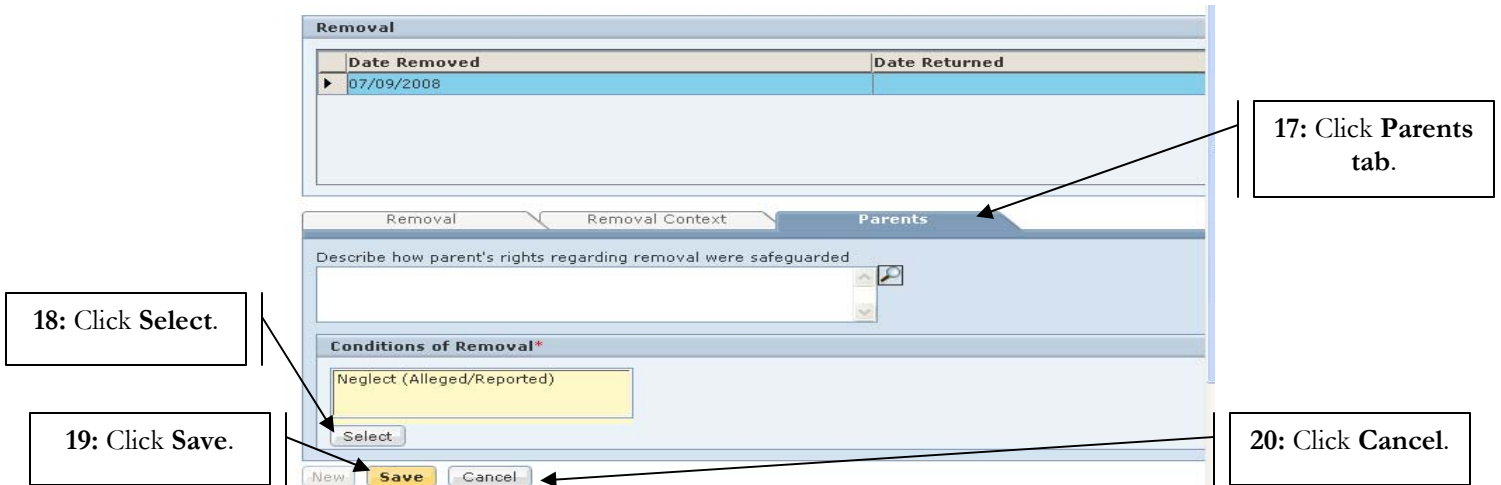 Removal
Date Removed Date Returned
07/09/2008
17: Click Parents
tab.
Removal Removal Context Parents
Describe how parent's rights regarding removal were safeguarded
18: Click Select.
Conditions of Removal*
Neglect (Alleged/Reported)
Select
19: Click Save.
20: Click Cancel.
New Save Cancel